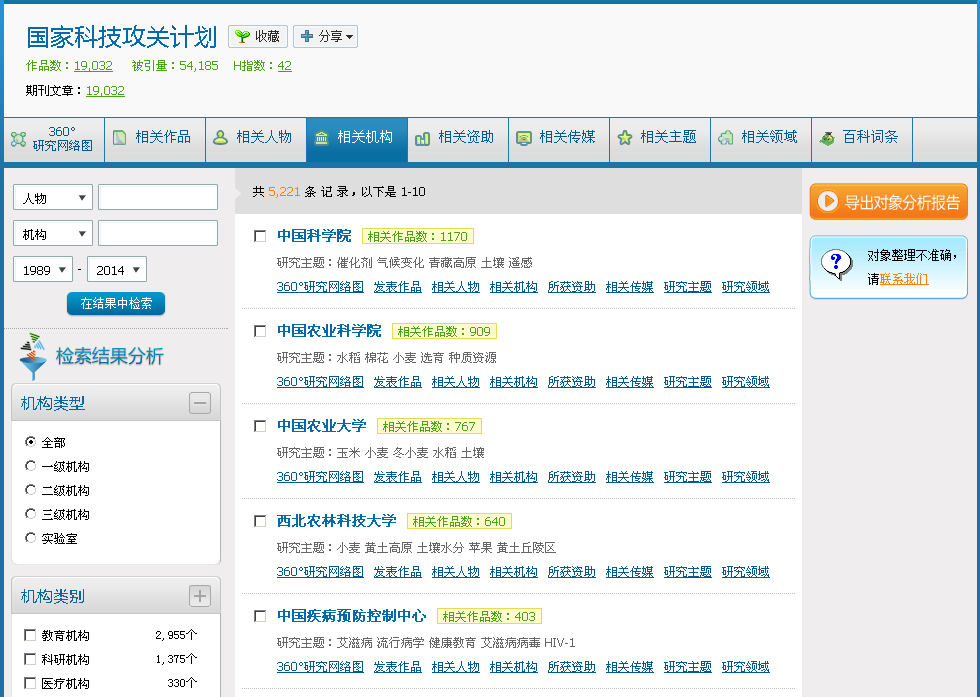 国家科技攻关计划 收藏 分享
作品数：19,032 被引量：54,185 H指数：42
期刊文章：19,032
360°
研究网络图
相关作品 相关人物 相关机构 相关资助 相关传媒 相关主题 相关领域 百科词条
人物
机构
1989 - 2014
在结果中检索
检索结果分析
机构类型
全部
一级机构
二级机构
三级机构
实验室
机构类别
教育机构 2,955个
科研机构 1,375个
医疗机构 330个
共 5,221 条 记 录，以下是 1-10
中国科学院 相关作品数：1170
研究主题：催化剂 气候变化 青藏高原 土壤 遥感
360°研究网络图 发表作品 相关人物 相关机构 所获资助 相关传媒 研究主题 研究领域
中国农业科学院 相关作品数：909
研究主题：水稻 棉花 小麦 选育 种质资源
360°研究网络图 发表作品 相关人物 相关机构 所获资助 相关传媒 研究主题 研究领域
中国农业大学 相关作品数：767
研究主题：玉米 小麦 冬小麦 水稻 土壤
360°研究网络图 发表作品 相关人物 相关机构 所获资助 相关传媒 研究主题 研究领域
西北农林科技大学 相关作品数：640
研究主题：小麦 黄土高原 土壤水分 苹果 黄土丘陵区
360°研究网络图 发表作品 相关人物 相关机构 所获资助 相关传媒 研究主题 研究领域
中国疾病预防控制中心 相关作品数：403
研究主题：艾滋病 流行病学 健康教育 艾滋病病毒 HIV-1
360°研究网络图 发表作品 相关人物 相关机构 所获资助 相关传媒 研究主题 研究领域
导出对象分析报告
对象整理不准确，
请联系我们